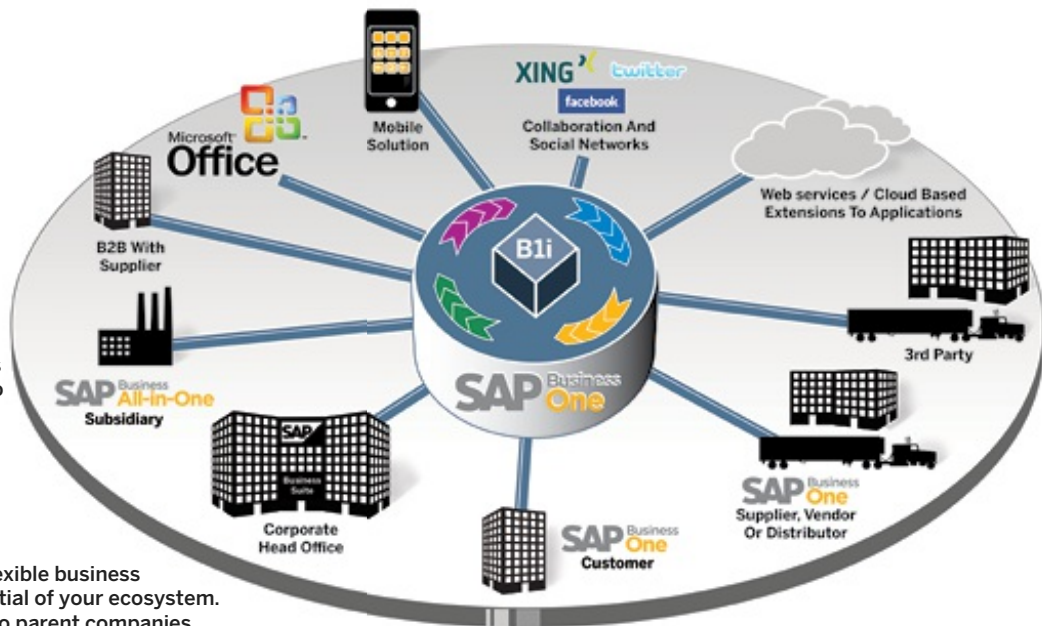 XING twitter
facebook
Collaboration And
Social Networks
Mobile
Solution
Microsoft
Office
Web services / Cloud Based
Extensions To Applications
B2B With
Supplier
B1i
3rd Party
SAP Business
All-in-One
Subsidiary
SAP Business
One
SAP
Business
Suite
Corporate
Head Office
SAP Business
One
Customer
SAP Business
One
Supplier, Vendor
Or Distributor
business
tial of your ecosystem.
parent companies